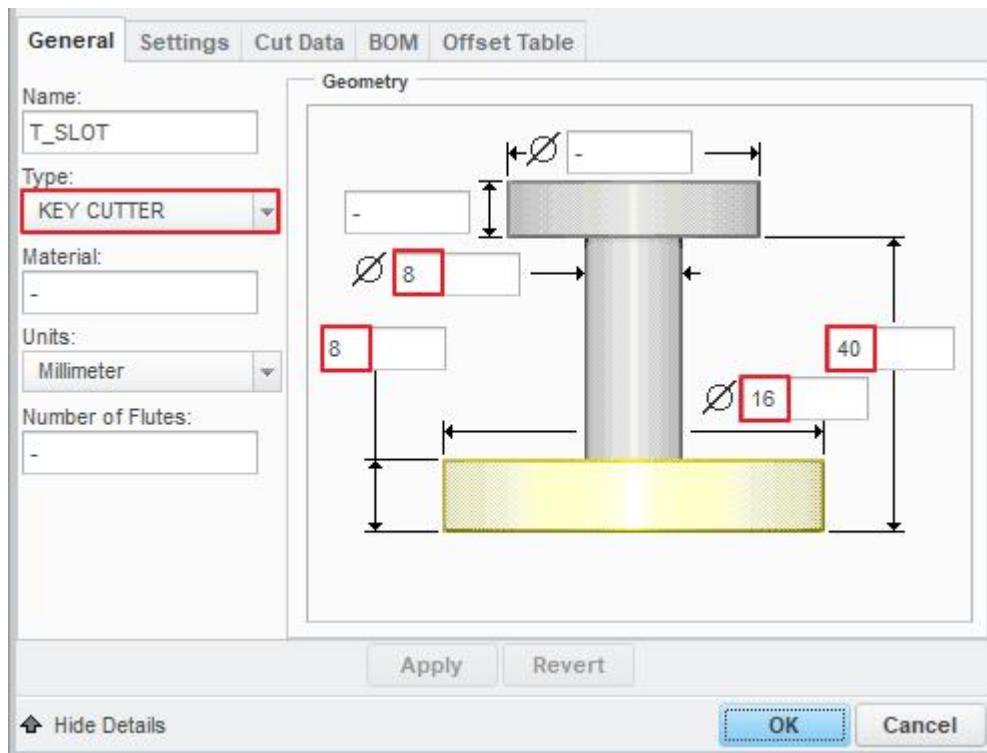 General Settings Cut Data BOM Offset Table
Name:
T_SLOT
Type:
KEY CUTTER
Material:
-
Units:
Millimeter
Number of Flutes:
-
Geometry
∅ -
-
∅ 8
8
40
∅ 16
Apply Revert
Hide Details
OK Cancel